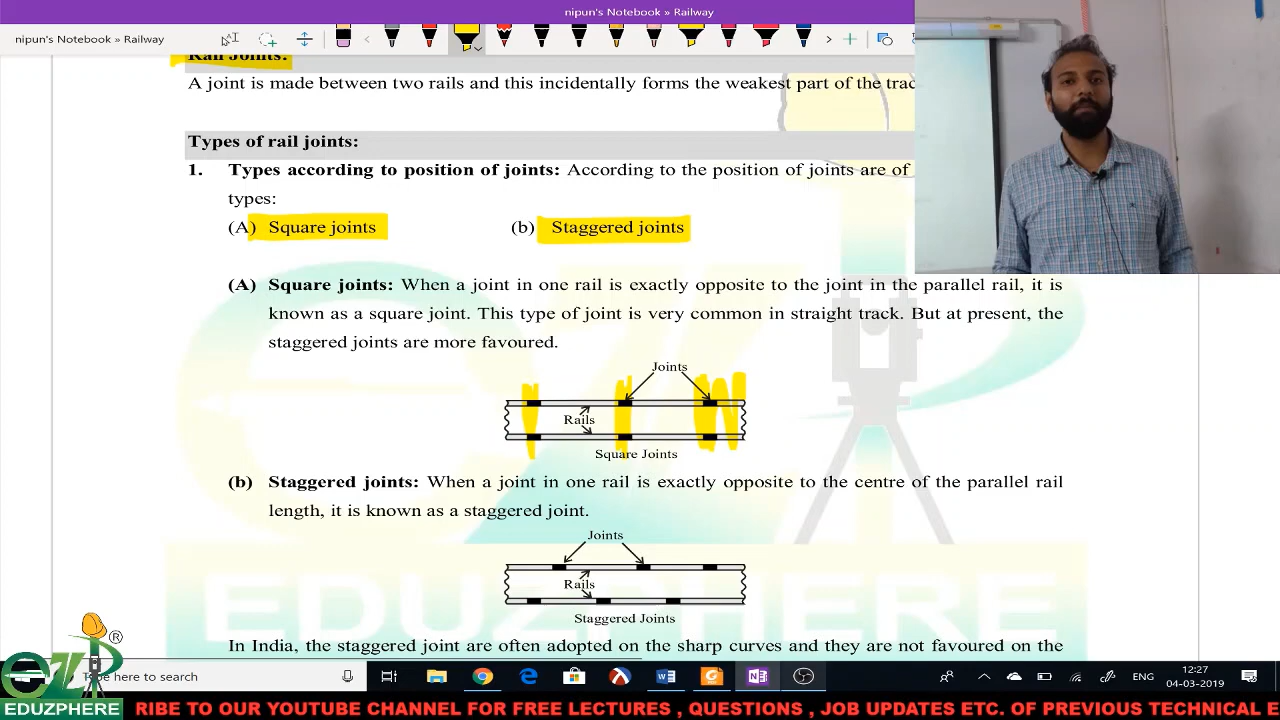 nipun's Notebook » Railway
nipun's Notebook » Railway
Rail Joints:
A joint is made between two rails and this incidentally forms the weakest part of the
Types of rail joints:
1. Types according to position of joints: According to the position of joints are of
types:
(A) Square joints (b) Staggered joints
(A) Square joints: When a joint in one rail is exactly opposite to the joint in the parallel rail, it is
known as a square joint. This type of joint is very common in straight track. But at present, the
staggered joints are more favoured.
Joints
Rails
Square Joints
(b) Staggered joints: When a joint in one rail is exactly opposite to the centre of the parallel rail
length, it is known as a staggered joint.
Joints
Rails
Staggered Joints
EDUZPHERE
In India, the staggered joint are often adopted on the sharp curves and they are not favoured on the
®
here to search
ENG
12:27
04-03-2019
EDUZPHERE
RIBE TO OUR YOUTUBE CHANNEL FOR FREE LECTURES , QUESTIONS , JOB UPDATES ETC. OF PREVIOUS TECHNICAL E